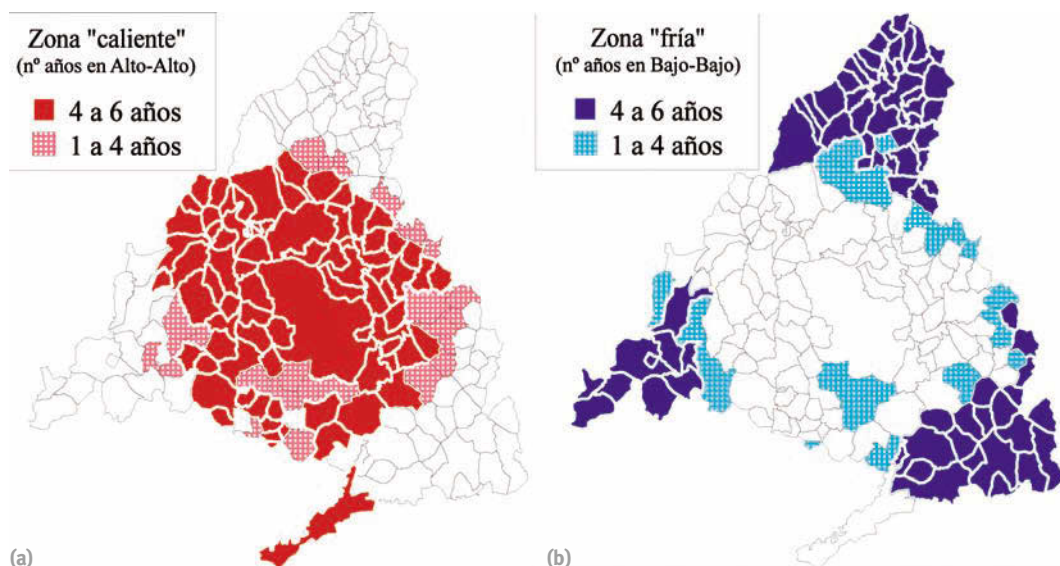 Zona "caliente"
(nº años en Alto-Alto)
4 a 6 años
1 a 4 años
(a)
Zona "fría"
(nº años en Bajo-Bajo)
4 a 6 años
1 a 4 años
(b)